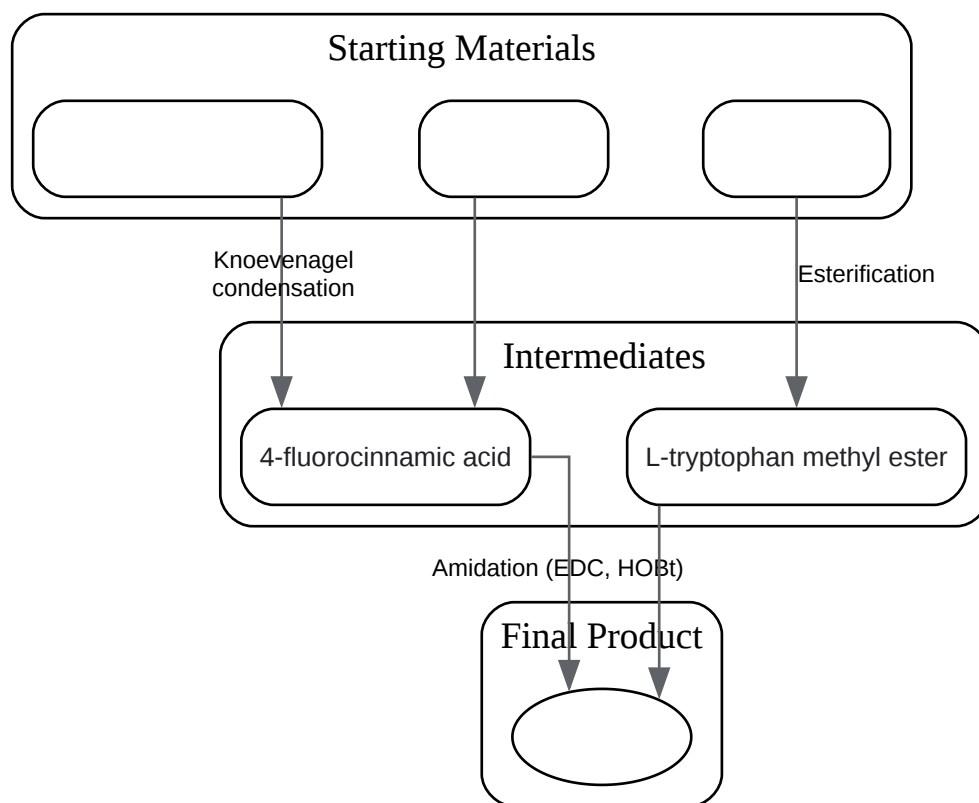 Starting Materials
Knoevenagel
condensation
Esterification
Intermediates
4-fluorocinnamic acid
L-tryptophan methyl ester
Amidation (EDC, HOBt)
Final Product